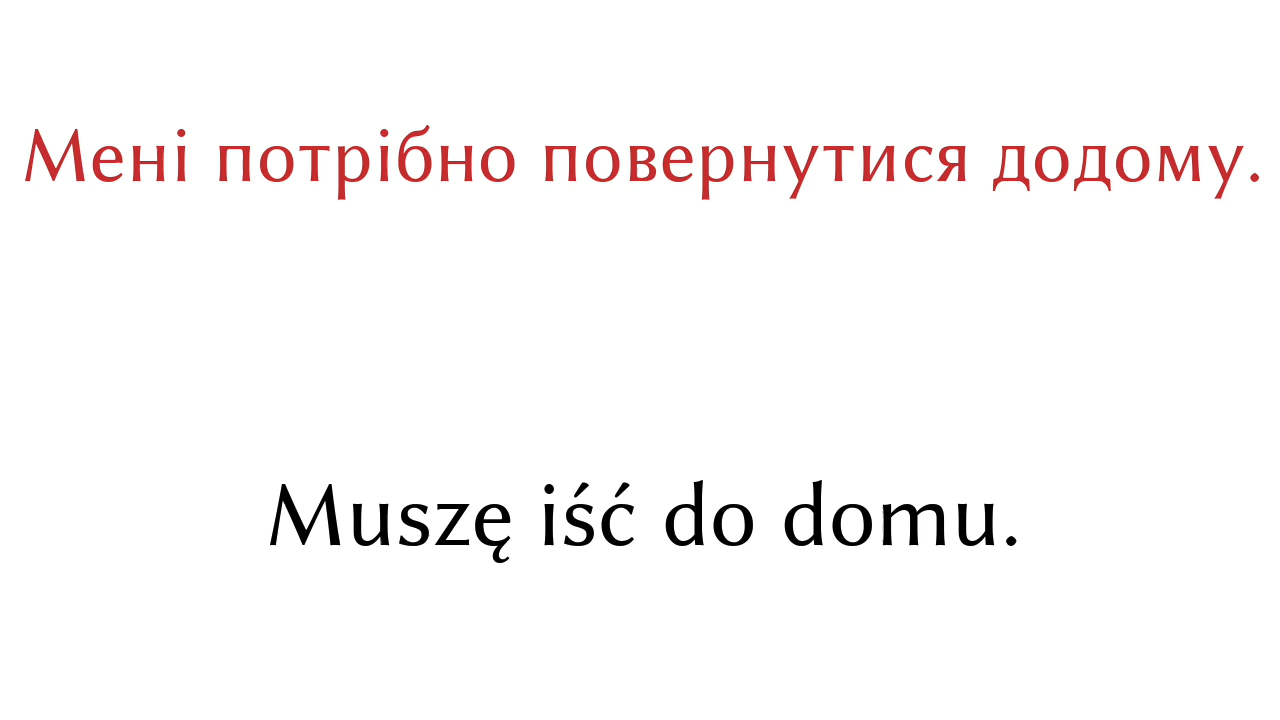 Мені потрібно повернутися додому.
Muszę iść do domu.